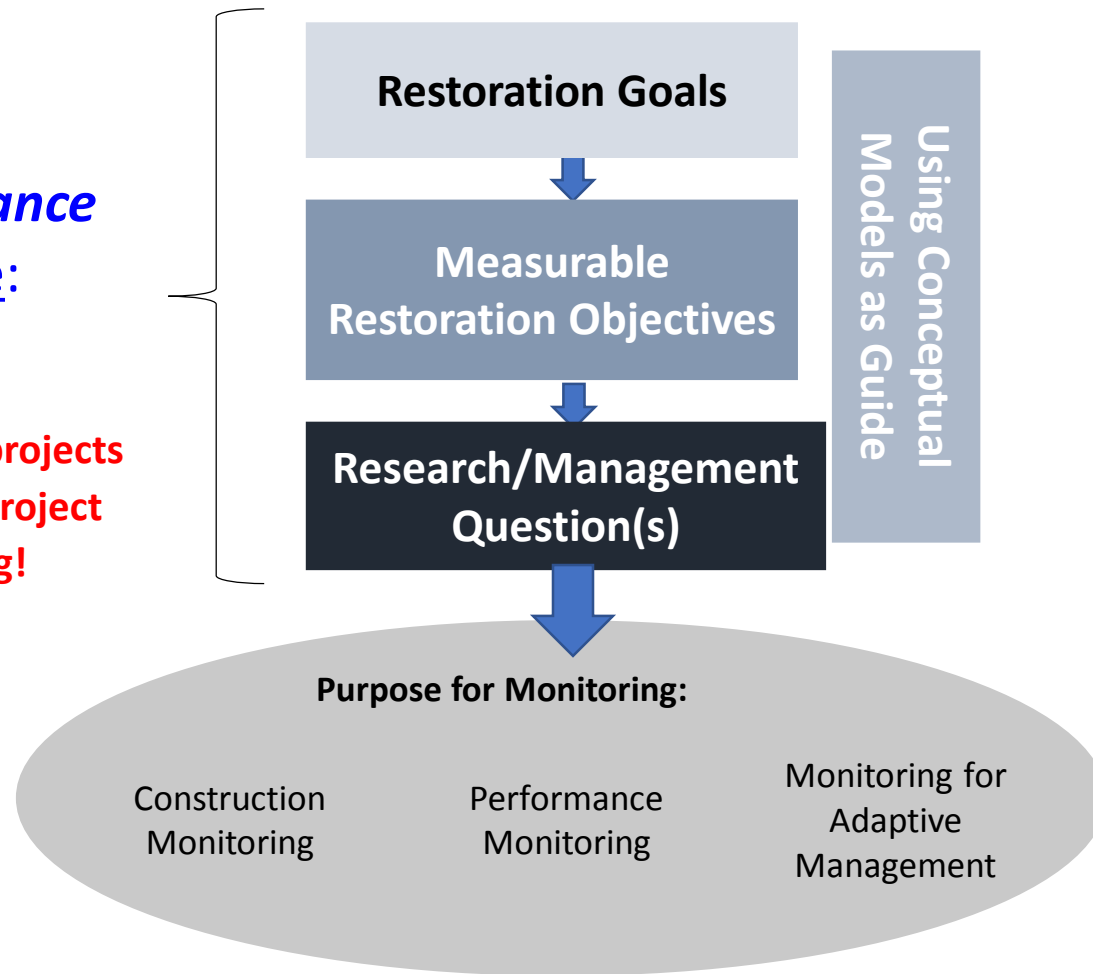 ance
e:
projects
roject
g!
Restoration Goals
Measurable
Restoration Objectives
Research/Management
Question(s)
Using Conceptual
Models as Guide
Purpose for Monitoring:
Construction
Monitoring
Performance
Monitoring
Monitoring for
Adaptive
Management